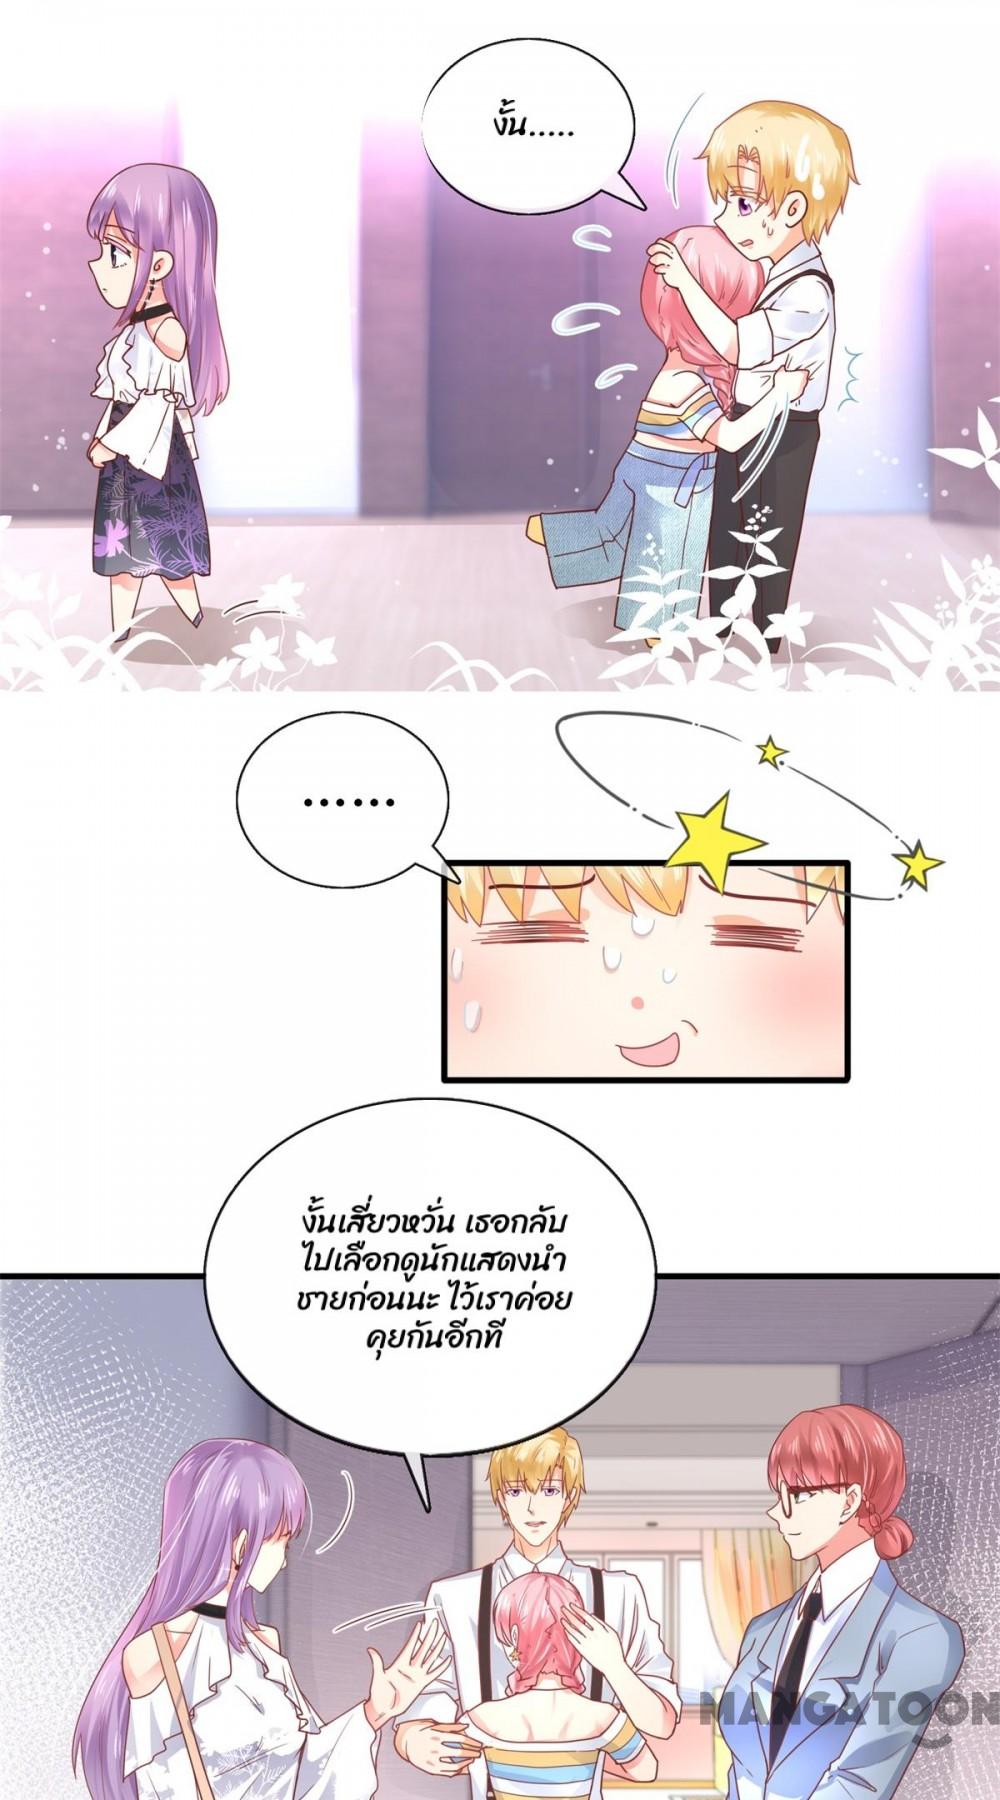 งั้น.....
......
งั้นเสี่ยวหวั่น เธอกลับ
ไปเลือกดูนักแสดงนำ
ชายก่อนนะ ไว้เราค่อย
คุยกันอีกที
MANGATOON